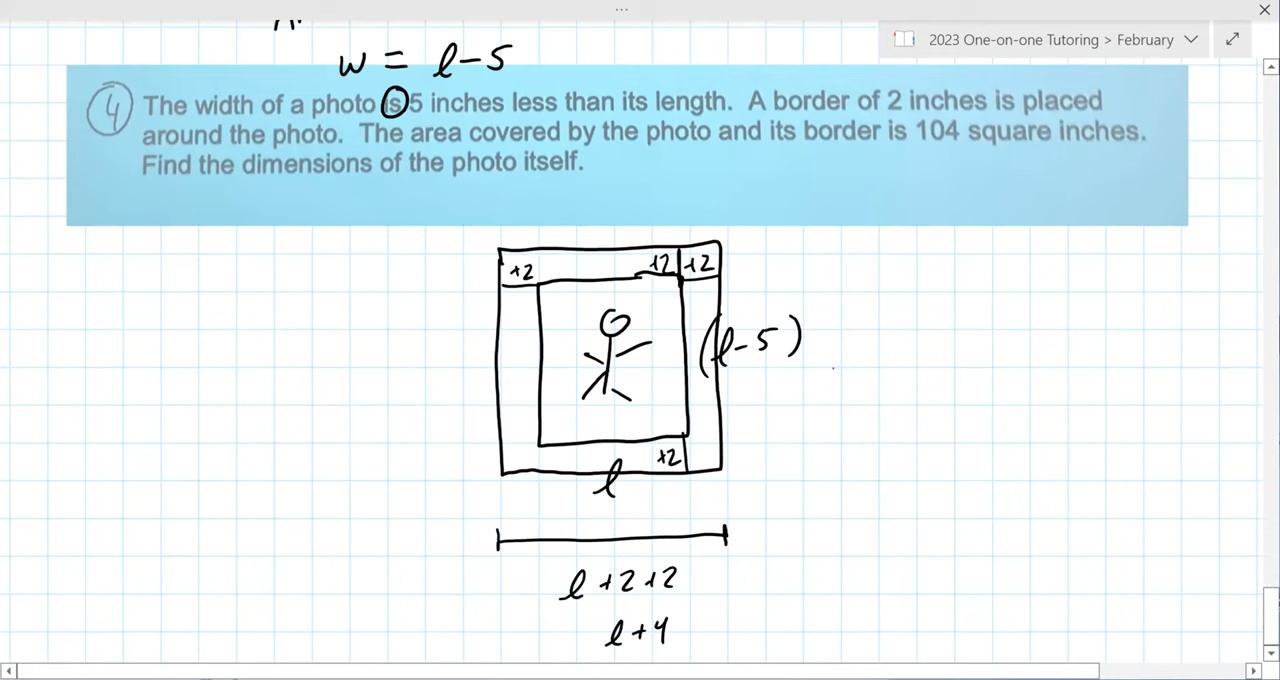 2023 One-on-one Tutoring > February
w = l-5
4 The width of a photo is 5 inches less than its length. A border of 2 inches is placed
around the photo. The area covered by the photo and its border is 104 square inches.
Find the dimensions of the photo itself.
+2 +2 +2
(l-5)
+2
l
l+2+2
l+4